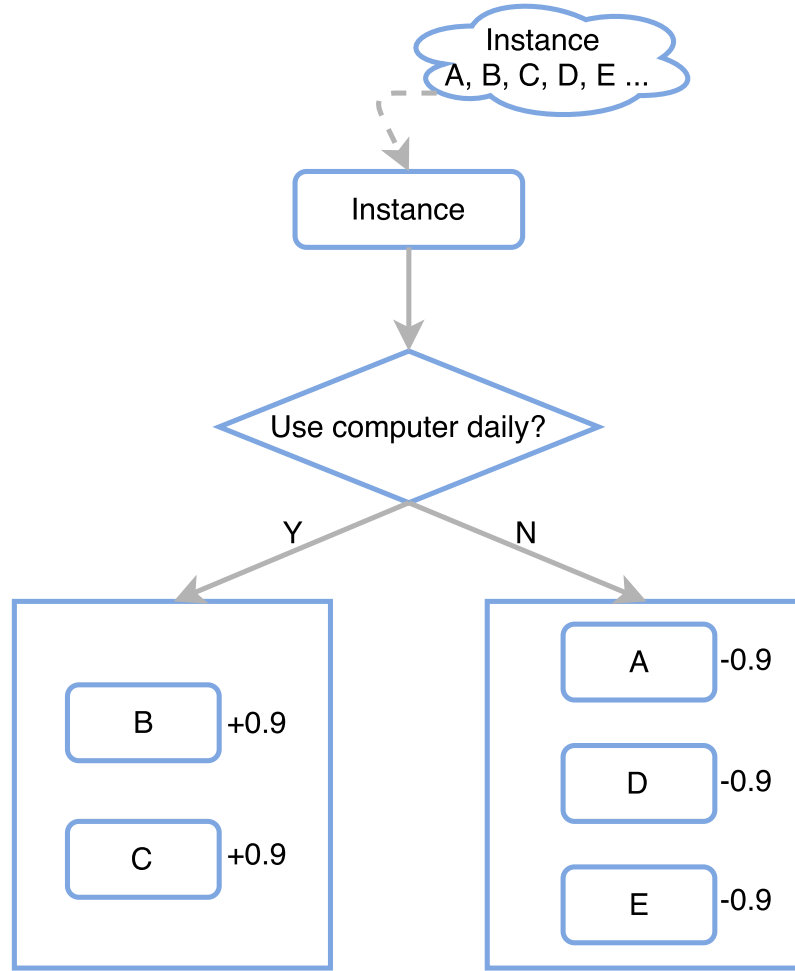 Instance
A, B, C, D, E ...
Instance
Use computer daily?
Y
N
B +0.9
C +0.9
A -0.9
D -0.9
E -0.9